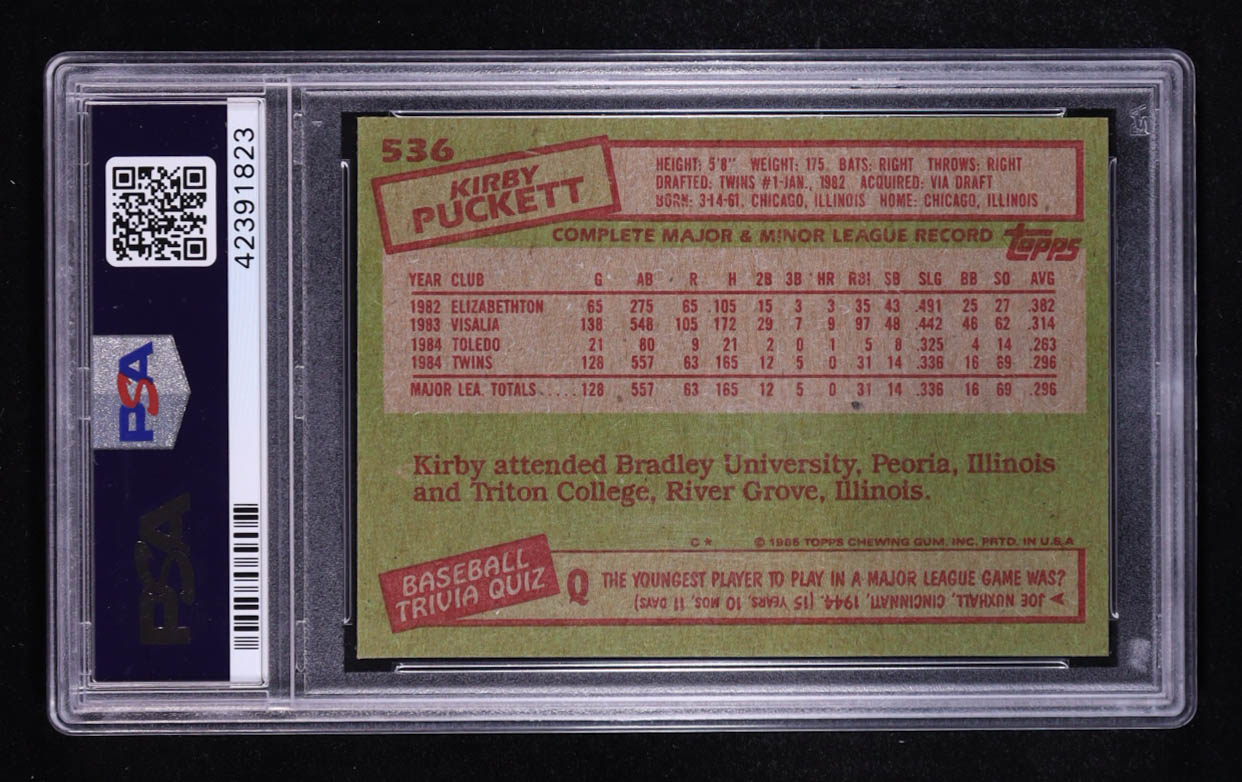 42391823
PSA
PSA
536
KIRBY
PUCKETT
HEIGHT: 5'8" WEIGHT: 175 BATS: RIGHT THROWS: RIGHT
DRAFTED: TWINS #1-JAN., 1982 ACQUIRED: VIA DRAFT
BORN: 3-14-61, CHICAGO, ILLINOIS HOME: CHICAGO, ILLINOIS
COMPLETE MAJOR & MINOR LEAGUE RECORD topps
YEAR CLUB G AB R H 2B 3B HR RBI SB SLG BB SO AVG
1982 ELIZABETHTON 65 275 65 105 15 3 3 35 43 .491 25 27 .382
1983 VISALIA 138 548 105 172 29 7 9 97 48 .442 46 62 .314
1984 TOLEDO 21 80 9 21 2 0 1 5 8 .325 4 14 .263
1984 TWINS 128 557 63 165 12 5 0 31 14 .336 16 69 .296
MAJOR LEA. TOTALS ..... 128 557 63 165 12 5 0 31 14 .336 16 69 .296
Kirby attended Bradley University, Peoria, Illinois
and Triton College, River Grove, Illinois.
C * © 1985 TOPPS CHEWING GUM, INC. PRTD. IN U.S.A
BASEBALL
TRIVIA QUIZ
Q THE YOUNGEST PLAYER TO PLAY IN A MAJOR LEAGUE GAME WAS?
JOE NUXHALL, CINCINNATI, 1944. (15 YEARS, 10 MOS, 11 DAYS)